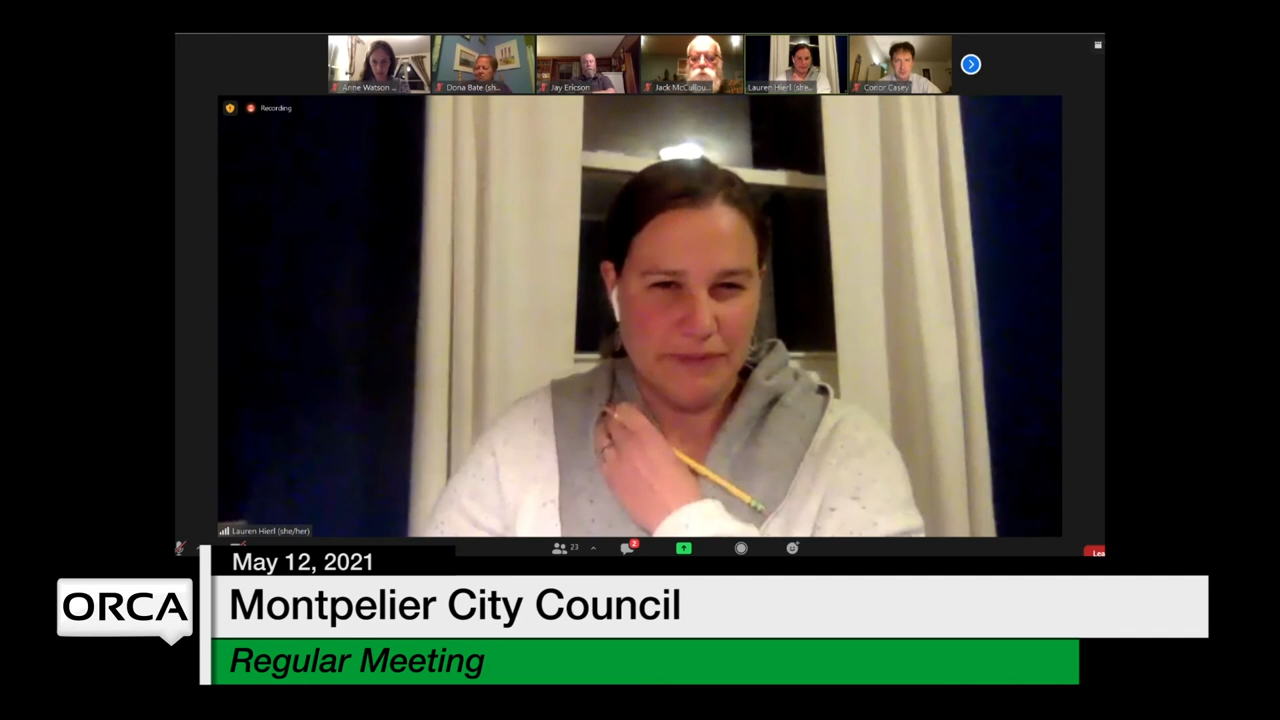 Anne Watson ...
Dona Bate (sh...
Jay Ericson
Jack McCullou...
Lauren Hierl (she...
Conor Casey
Recording
Lauren Hierl (she/her)
23
2
Lea
May 12, 2021
ORCA
Montpelier City Council
Regular Meeting